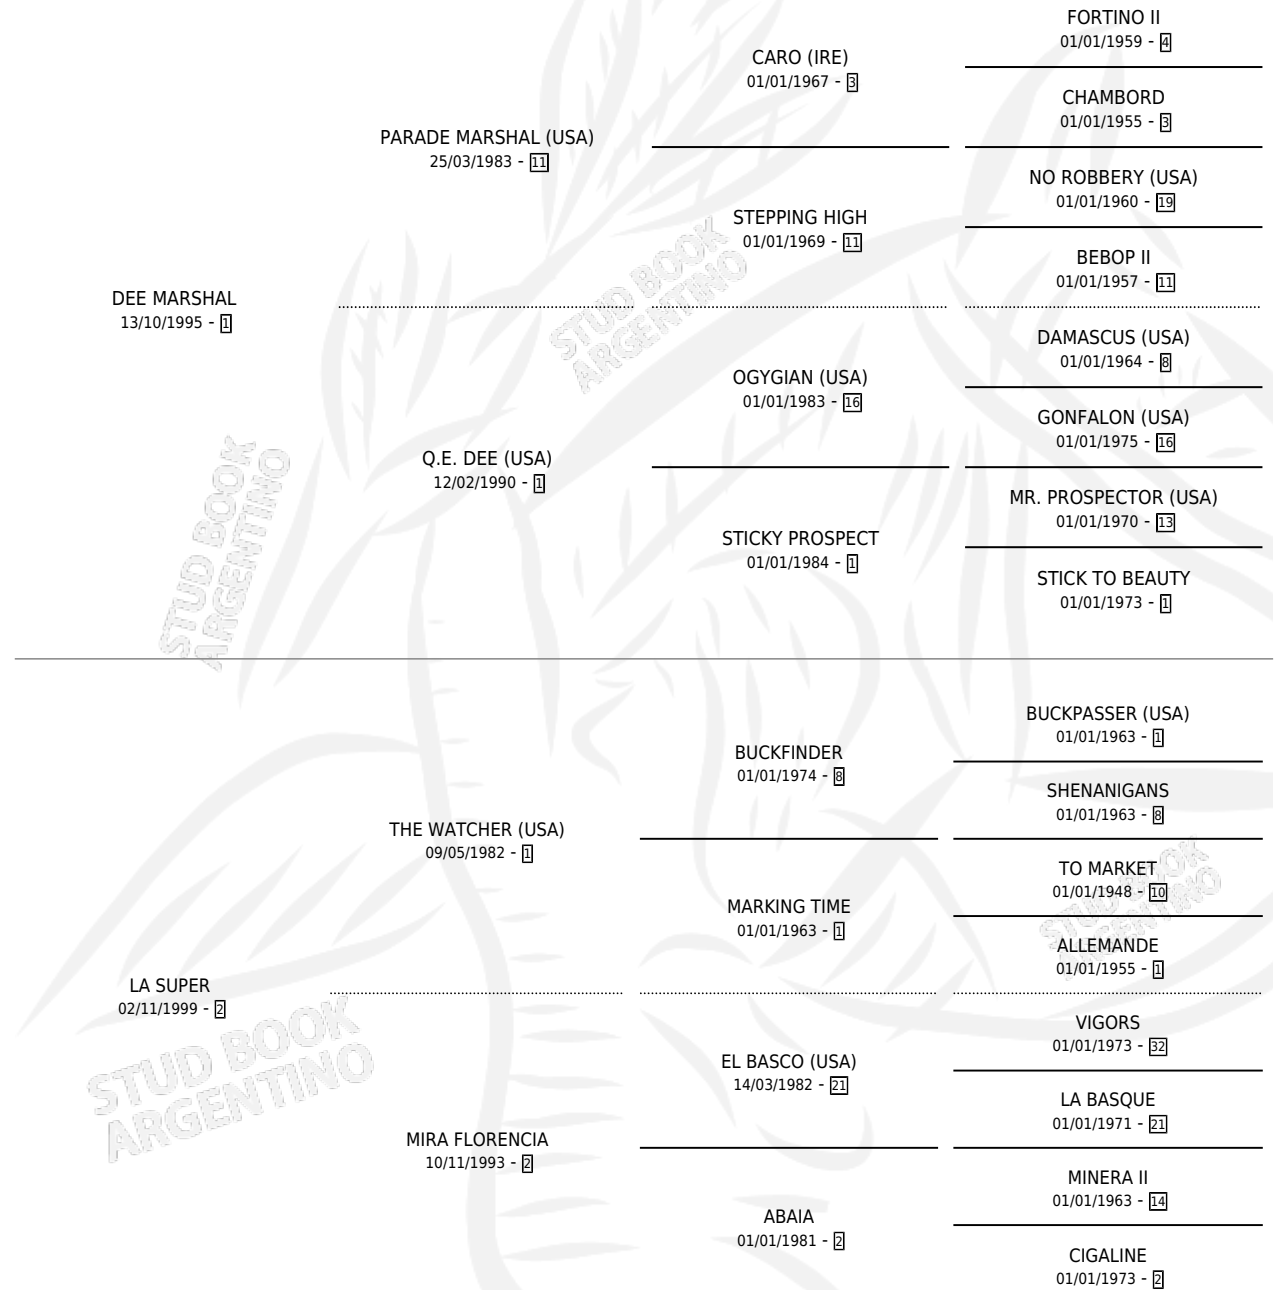 FORTINO II
01/01/1959 - 4
CARO (IRE)
01/01/1967 - 3
CHAMBORD
01/01/1955 - 3
PARADE MARSHAL (USA)
25/03/1983 - 11
NO ROBBERY (USA)
01/01/1960 - 19
STEPPING HIGH
01/01/1969 - 11
BEBOP II
01/01/1957 - 11
DEE MARSHAL
13/10/1995 - 1
DAMASCUS (USA)
01/01/1964 - 8
OGYGIAN (USA)
01/01/1983 - 16
GONFALON (USA)
01/01/1975 - 16
Q.E. DEE (USA)
12/02/1990 - 1
MR. PROSPECTOR (USA)
01/01/1970 - 13
STICKY PROSPECT
01/01/1984 - 1
STICK TO BEAUTY
01/01/1973 - 1
BUCKPASSER (USA)
01/01/1963 - 1
BUCKFINDER
01/01/1974 - 8
SHENANIGANS
01/01/1963 - 8
THE WATCHER (USA)
09/05/1982 - 1
TO MARKET
01/01/1948 - 10
MARKING TIME
01/01/1963 - 1
ALLEMANDE
01/01/1955 - 1
LA SUPER
02/11/1999 - 2
VIGORS
01/01/1973 - 32
EL BASCO (USA)
14/03/1982 - 21
LA BASQUE
01/01/1971 - 21
MIRA FLORENCIA
10/11/1993 - 2
MINERA II
01/01/1963 - 14
ABAIA
01/01/1981 - 2
CIGALINE
01/01/1973 - 2
STUD BOOK
ARGENTINO
STUD BOOK
ARGENTINO
STUD BOOK
ARGENTINO
STUD BOOK
ARGENTINO